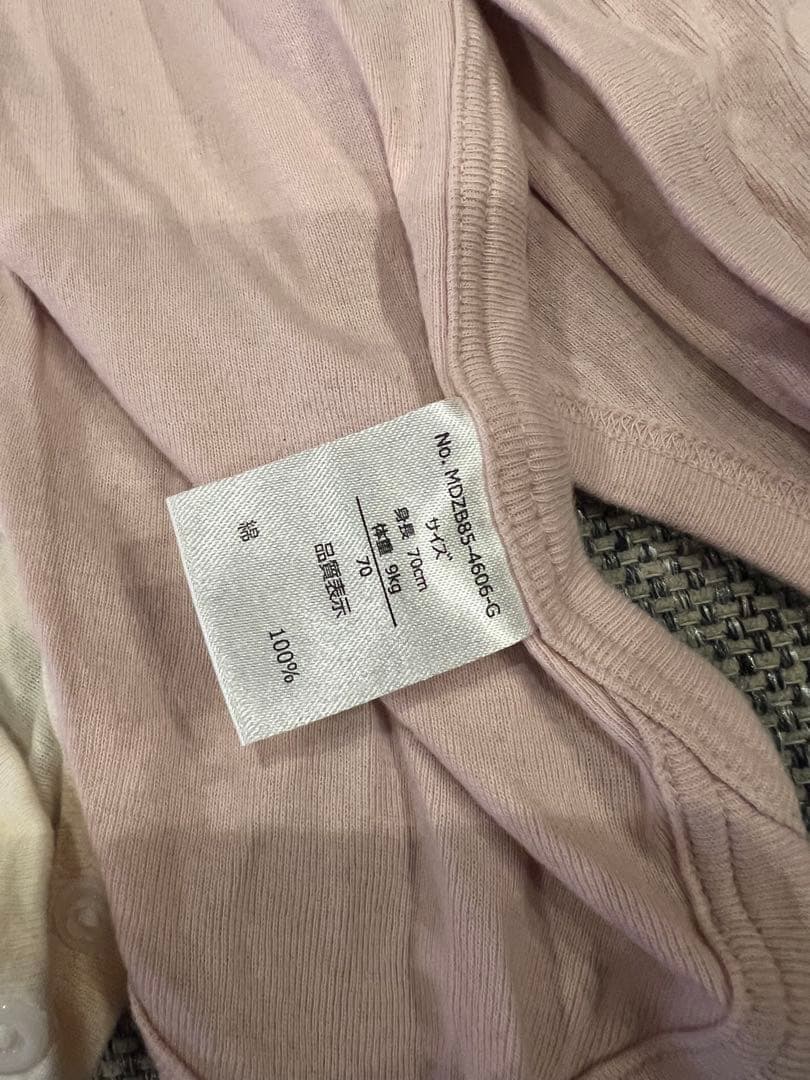 No. MDZB85-4606-G
サイズ
身長 70cm
体重 9kg
70
品質表示
綿 100%